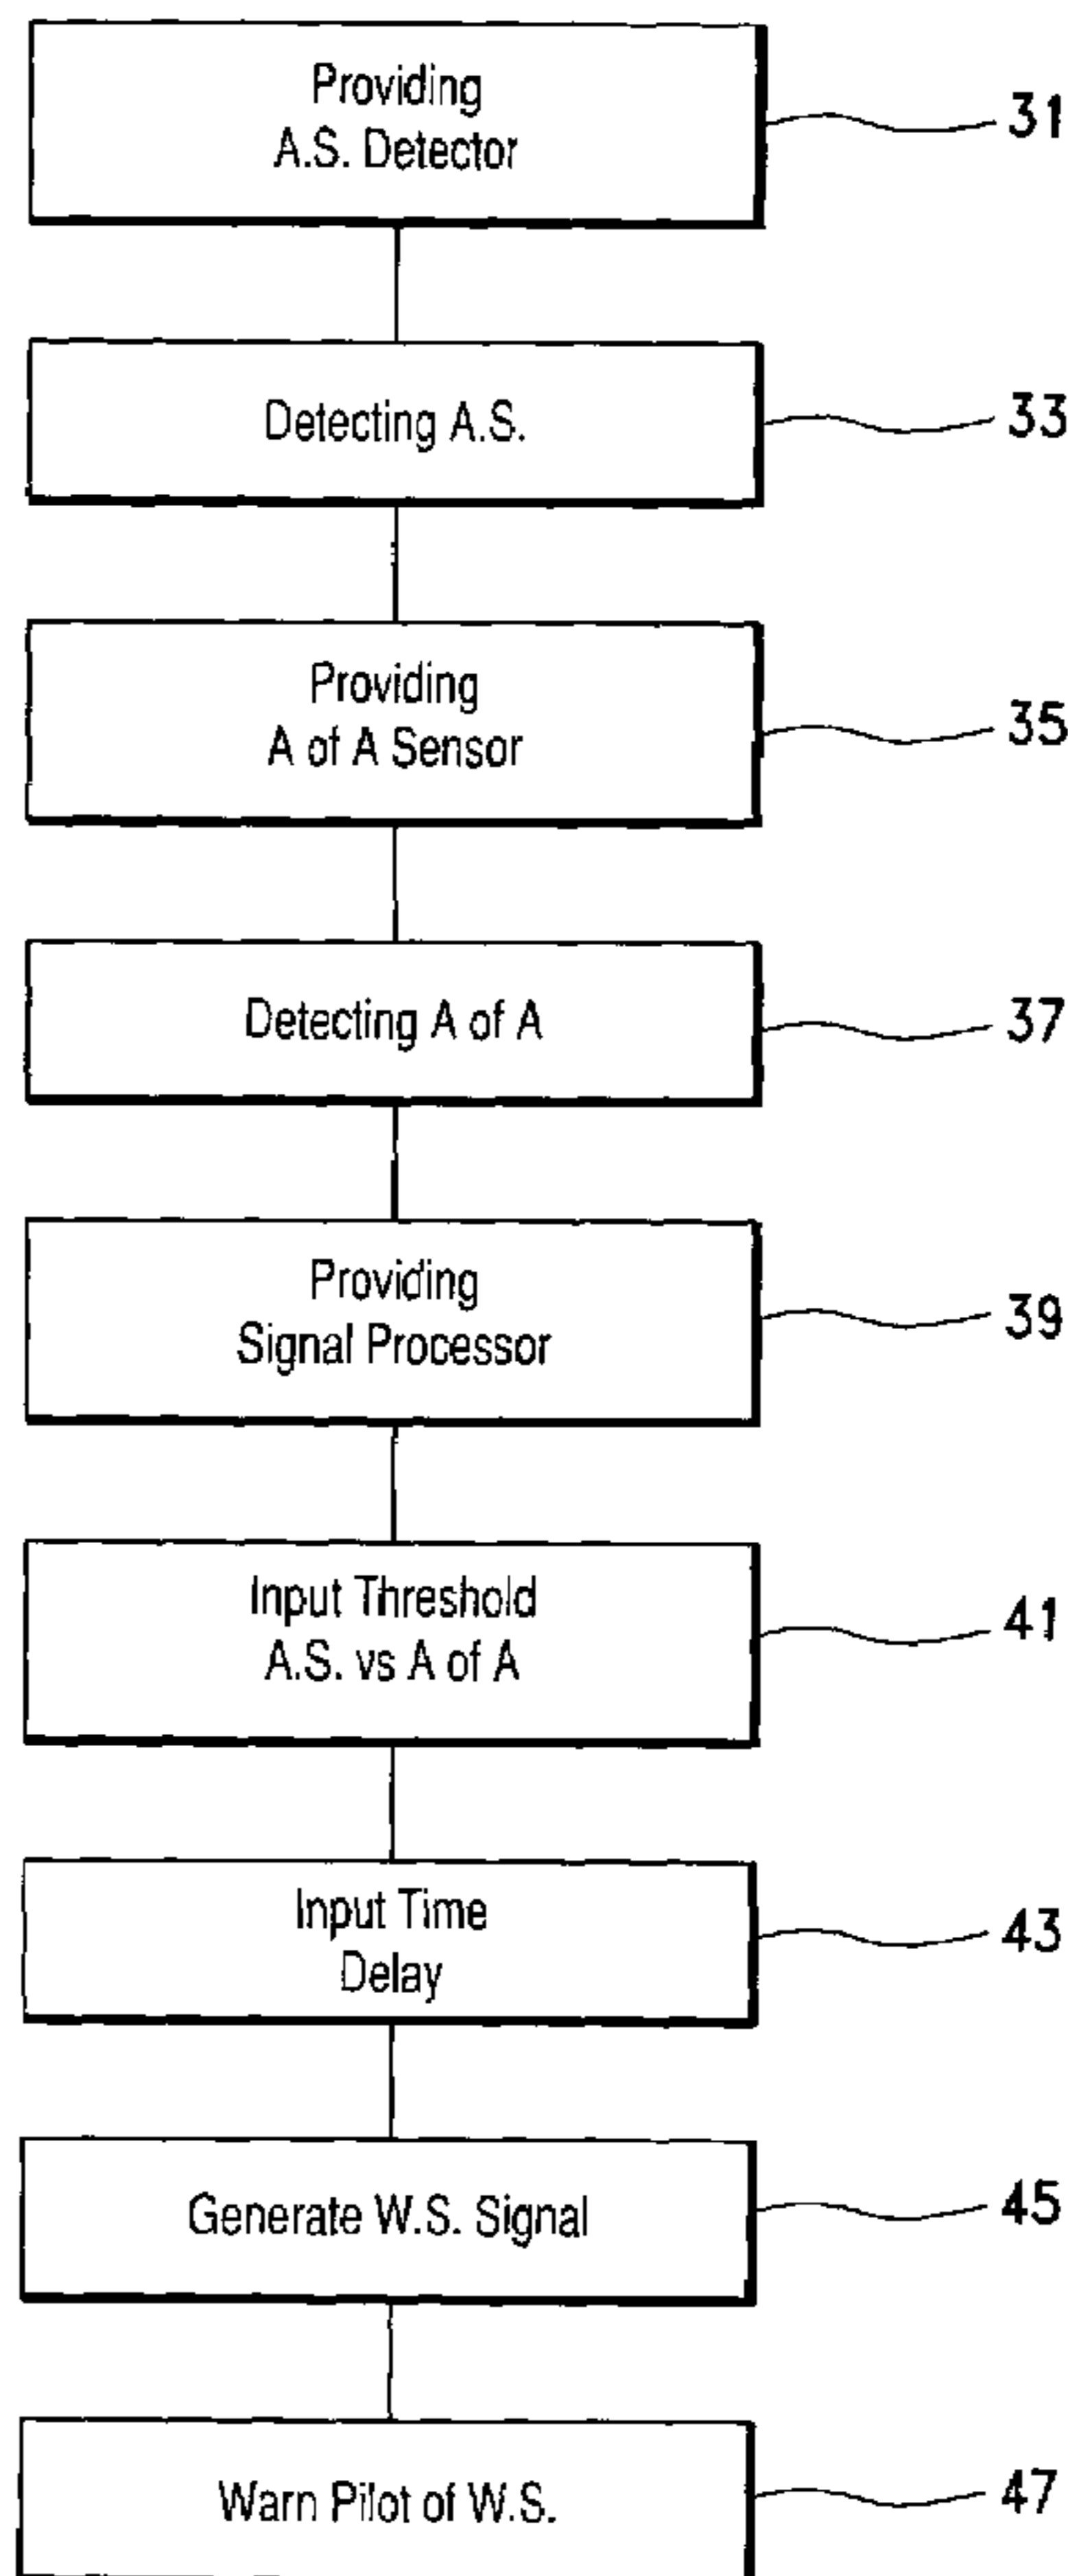 Providing
A.S. Detector
31
Detecting A.S.
33
Providing
A of A Sensor
35
Detecting A of A
37
Providing
Signal Processor
39
Input Threshold
A.S. vs A of A
41
Input Time
Delay
43
Generate W.S. Signal
45
Warn Pilot of W.S.
47